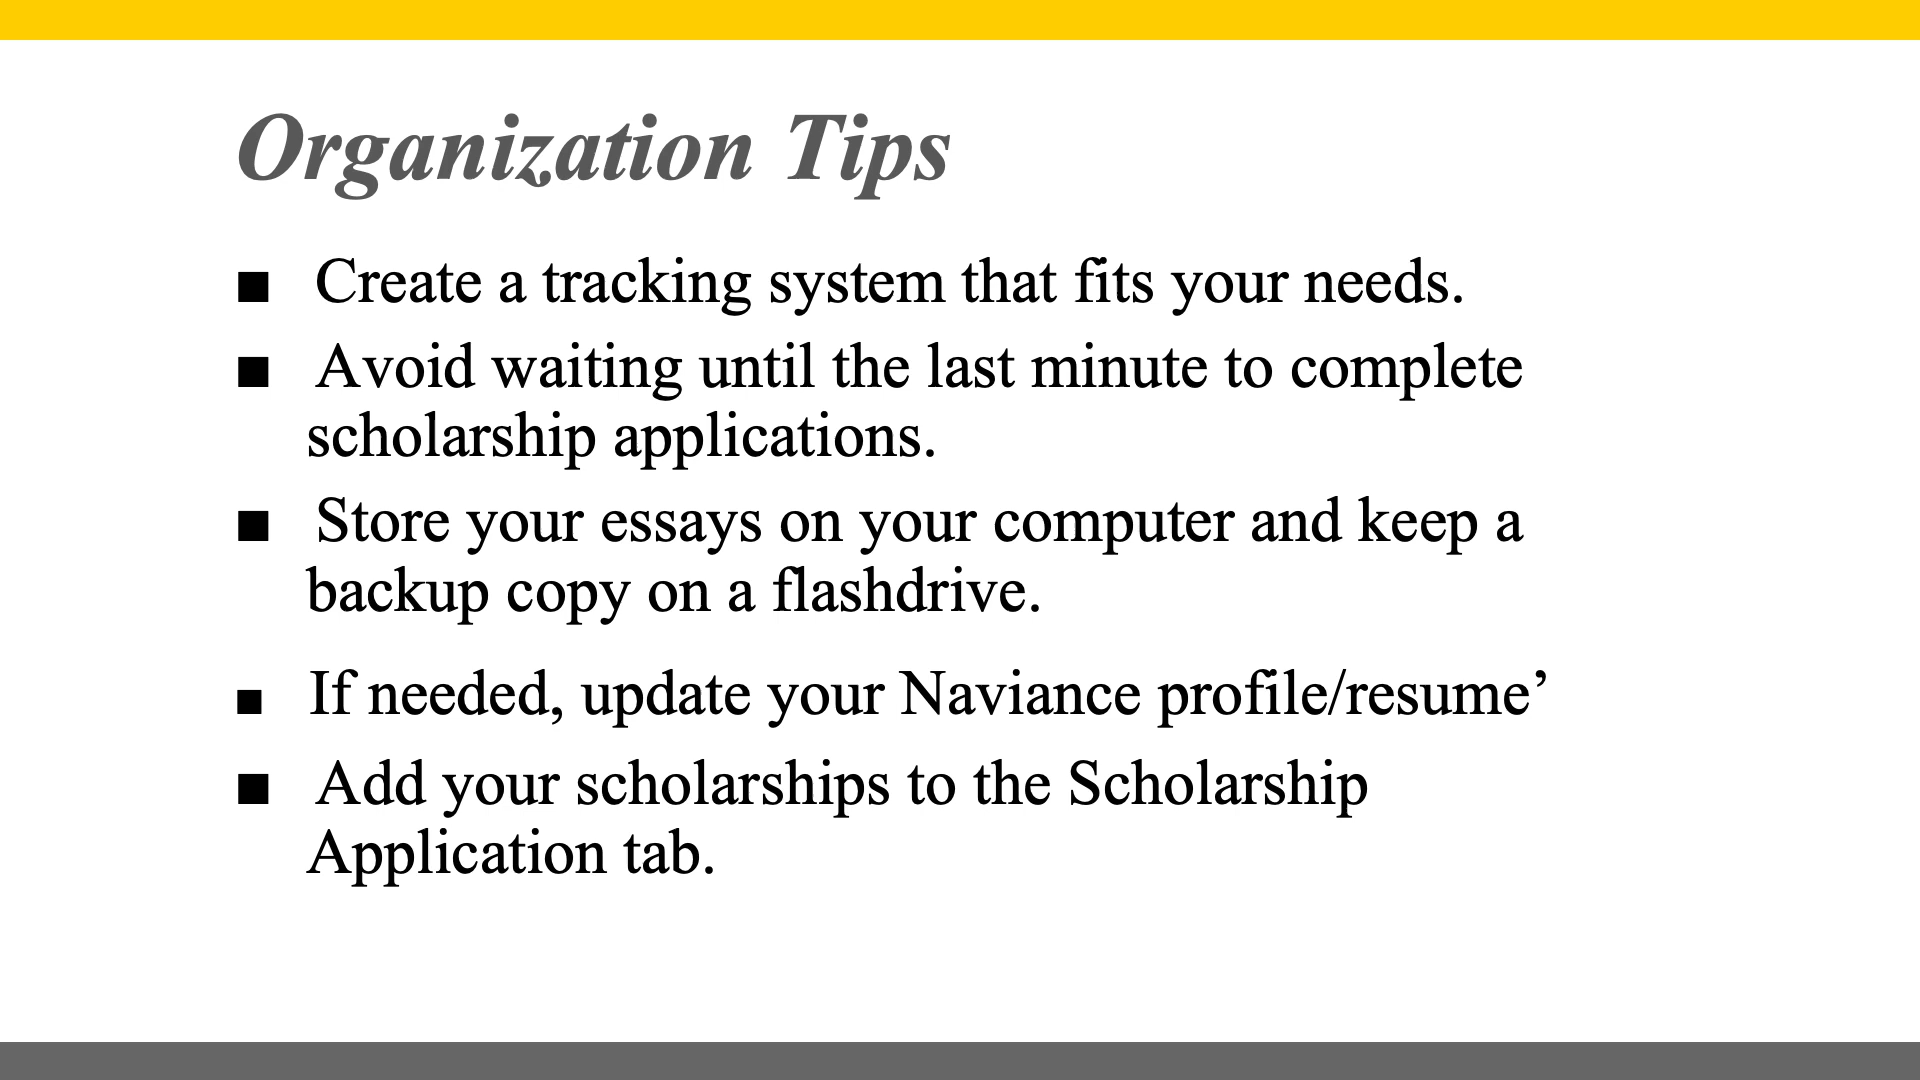 Organization Tips
■ Create a tracking system that fits your needs.
■ Avoid waiting until the last minute to complete
scholarship applications.
■ Store your essays on your computer and keep a
backup copy on a flashdrive.
■ If needed, update your Naviance profile/resume’
■ Add your scholarships to the Scholarship
Application tab.